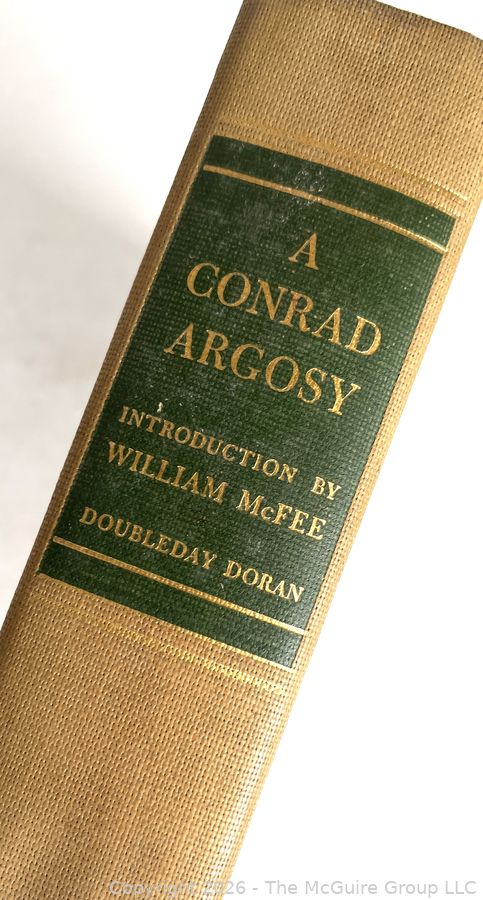 A
CONRAD
ARGOSY
INTRODUCTION BY
WILLIAM McFEE
DOUBLEDAY DORAN
Copyright 2026 - The McGuire Group LLC